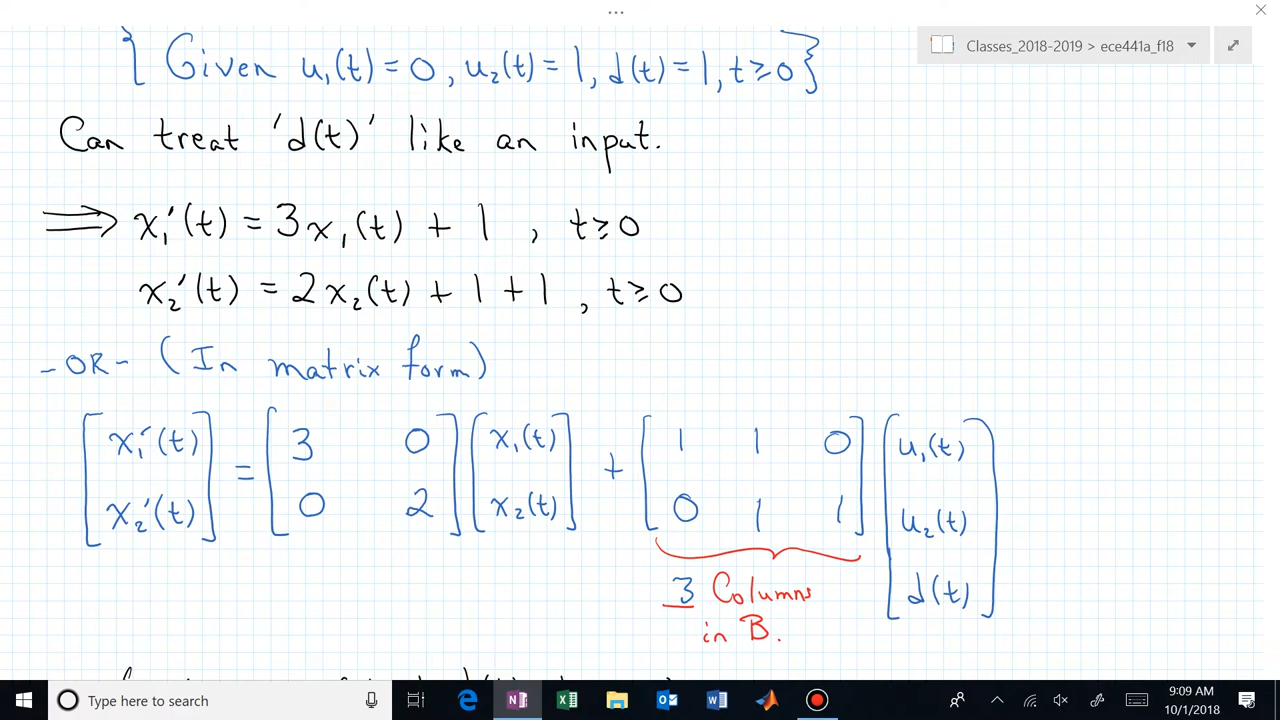 Classes_2018-2019 > ece441a_f18
{ Given u₁(t) = 0, u₂(t) = 1, d(t) = 1, t ≥ 0 }
Can treat 'd(t)' like an input.
⟹ x₁'(t) = 3x₁(t) + 1 , t ≥ 0
x₂'(t) = 2x₂(t) + 1 + 1 , t ≥ 0
-OR- (In matrix form)
[x₁'(t) x₂'(t)] = [3 0 0 2] [x₁(t) x₂(t)] + [1 1 0 0 1 1] [u₁(t) u₂(t) d(t)]
3 Columns
in B.
Type here to search
9:09 AM
10/1/2018